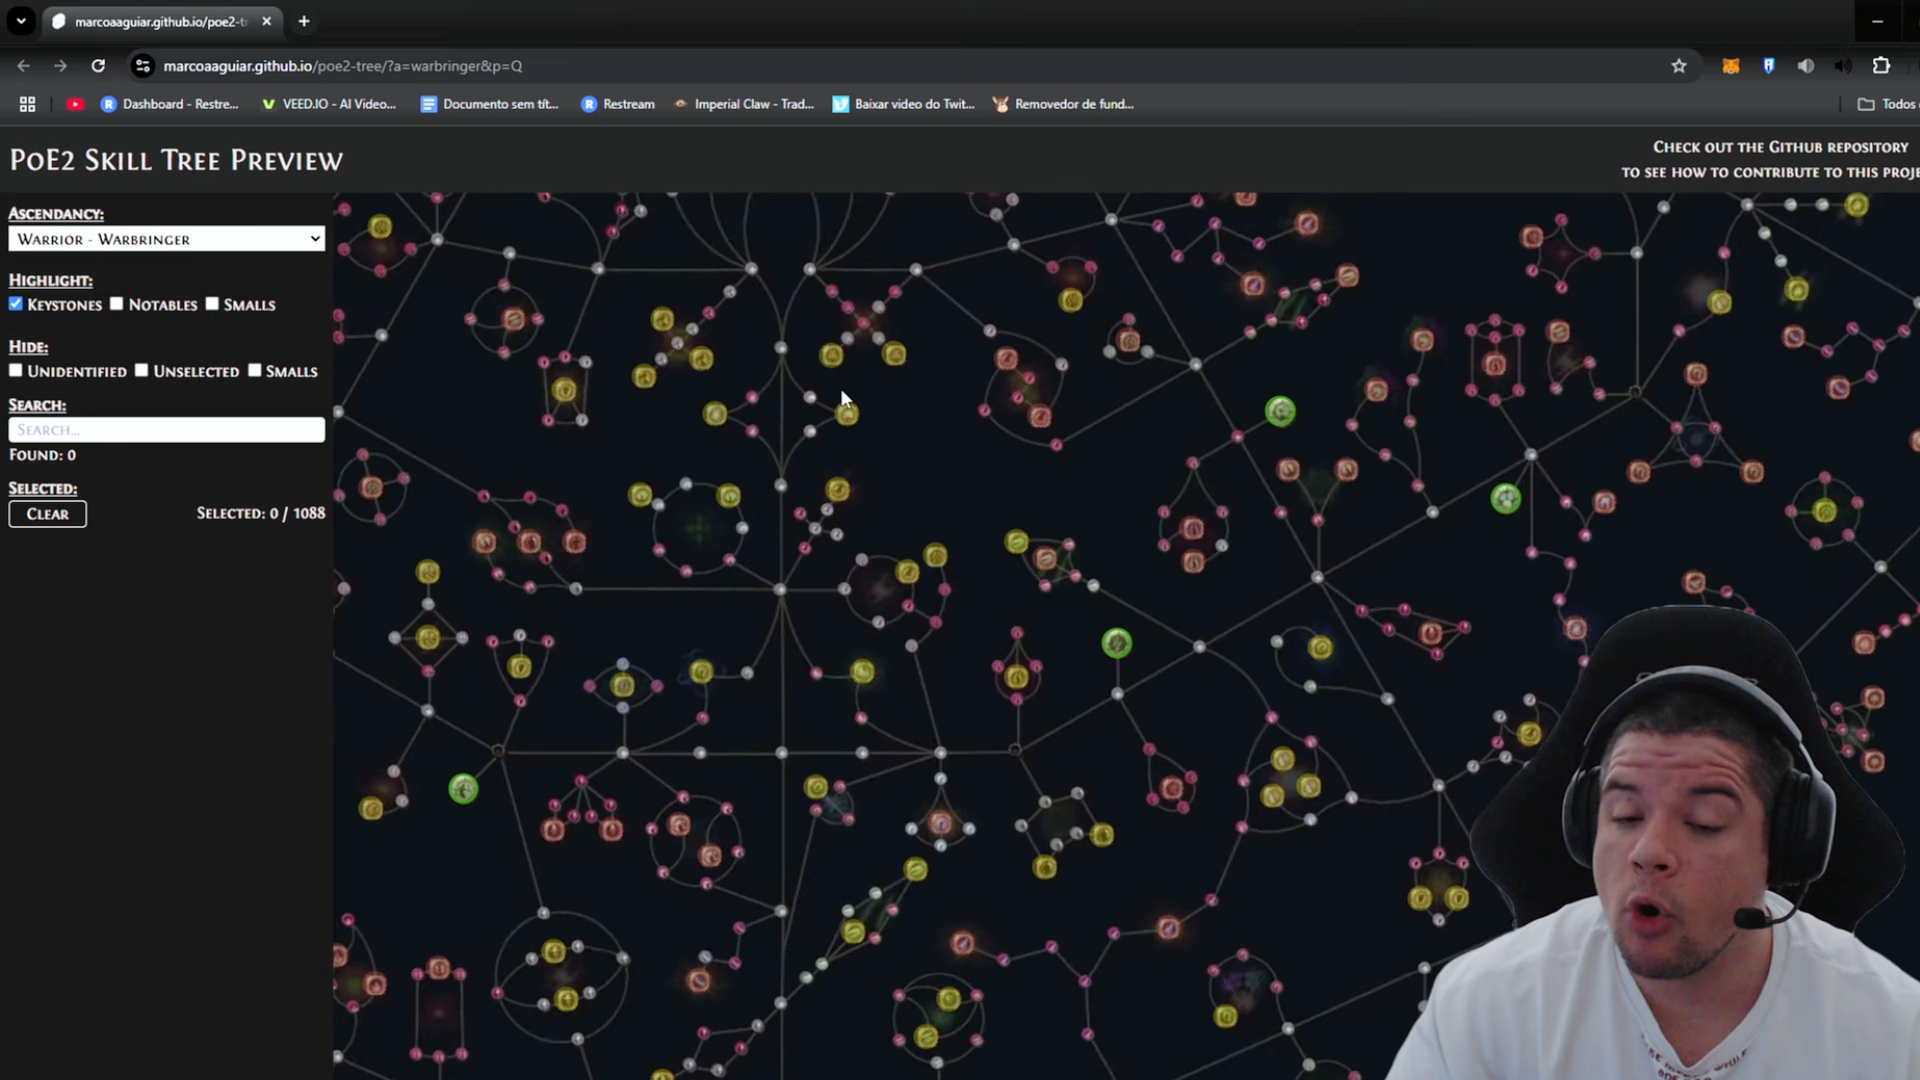 marcoaaguiar.github.io/poe2-t
marcoaaguiar.github.io/poe2-tree/?a=warbringer&p=Q
Dashboard - Restre...
VEED.IO - AI Video...
Documento sem tít...
Restream
Imperial Claw - Trad...
Baixar video do Twit...
Removedor de fund...
Todos
PoE2 Skill Tree Preview
Check out the Github repository
to see how to contribute to this proje
Ascendancy:
Warrior - Warbringer
Highlight:
Keystones Notables Smalls
Hide:
Unidentified Unselected Smalls
Search:
Search...
Found: 0
Selected:
Clear
Selected: 0 / 1088